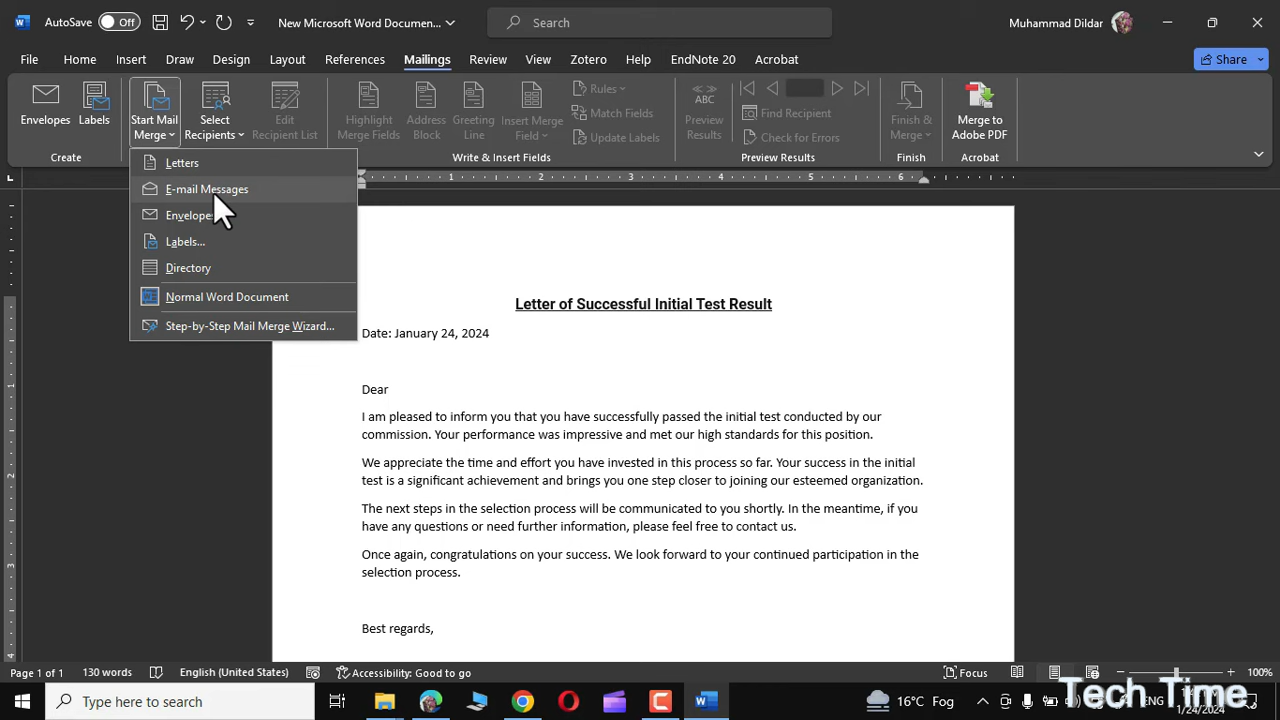 AutoSave Off New Microsoft Word Documen... Search Muhammad Dildar
File Home Insert Draw Design Layout References Mailings Review View Zotero Help EndNote 20 Acrobat Share
Envelopes Labels Start Mail Merge Select Recipients Edit Recipient List Highlight Merge Fields Address Block Greeting Line Insert Merge Field Rules Match Fields Update Labels Preview Results Find Recipient Check for Errors Finish & Merge Merge to Adobe PDF
Create Write & Insert Fields Preview Results Finish Acrobat
Letters
E-mail Messages
Envelopes
Labels...
Directory
Normal Word Document
Step-by-Step Mail Merge Wizard...
1 2 3 4 5 6
Letter of Successful Initial Test Result
Date: January 24, 2024
Dear
I am pleased to inform you that you have successfully passed the initial test conducted by our
commission. Your performance was impressive and met our high standards for this position.
We appreciate the time and effort you have invested in this process so far. Your success in the initial
test is a significant achievement and brings you one step closer to joining our esteemed organization.
The next steps in the selection process will be communicated to you shortly. In the meantime, if you
have any questions or need further information, please feel free to contact us.
Once again, congratulations on your success. We look forward to your continued participation in the
selection process.
Best regards,
Page 1 of 1 130 words English (United States) Accessibility: Good to go Focus 100%
Type here to search 16°C Fog ENG 1/24/2024
Tech Time